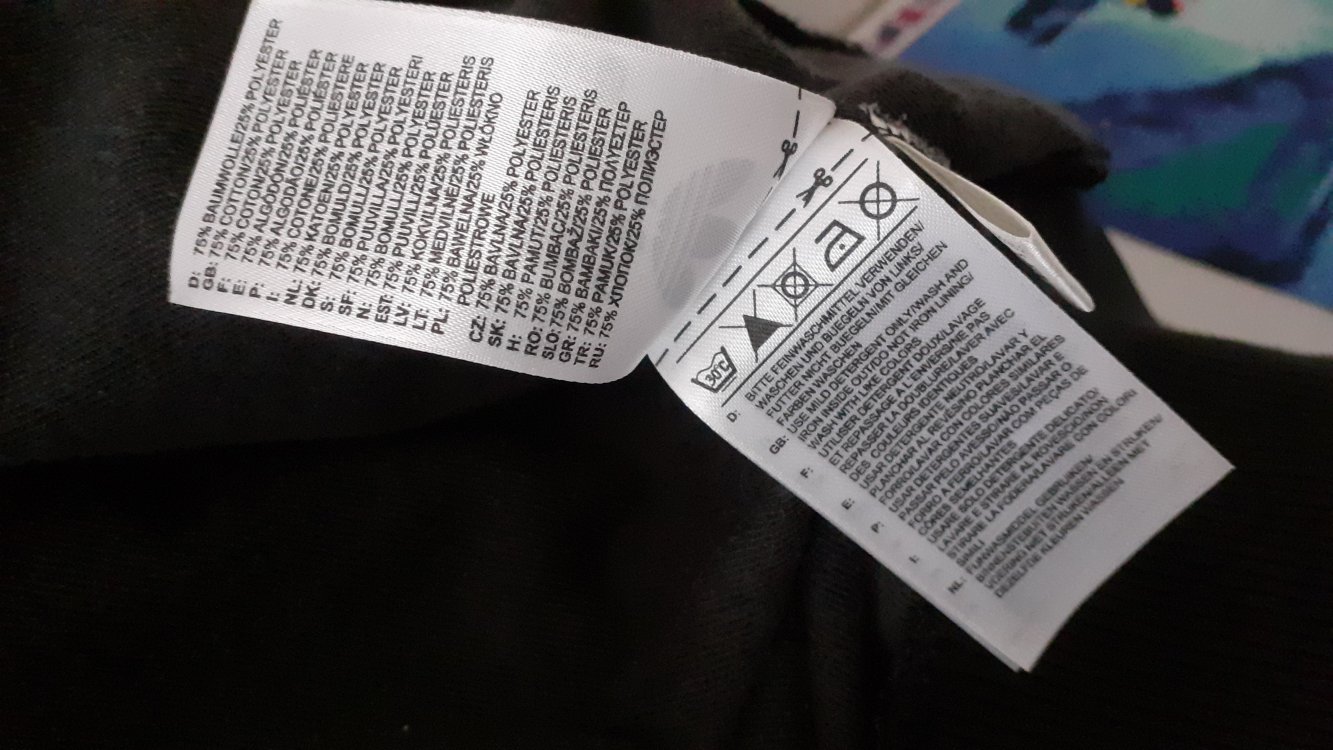 D: 75% BAUMWOLLE/25% POLYESTER
GB: 75% COTTON/25% POLYESTER
F: 75% COTON/25% POLYESTER
E: 75% ALGODÓN/25% POLIÉSTER
P: 75% ALGODÃO/25% POLIÉSTER
I: 75% COTONE/25% POLIESTERE
NL: 75% KATOEN/25% POLYESTER
DK: 75% BOMULD/25% POLYESTER
S: 75% BOMULL/25% POLYESTER
SF: 75% PUUVILLA/25% POLYESTERI
N: 75% BOMULL/25% POLYESTER
EST: 75% PUUVILL/25% POLÜESTER
LV: 75% KOKVILNA/25% POLIESTERIS
LT: 75% MEDVILNĖ/25% POLIESTERIS
PL: 75% BAWEŁNA/25% WŁÓKNO
POLIESTROWE
CZ: 75% BAVLNA/25% POLYESTER
SK: 75% BAVLNA/25% POLYESTER
H: 75% PAMUT/25% POLIÉSZTER
RO: 75% BUMBAC/25% POLIESTER
SLO: 75% BOMBAŽ/25% POLIESTER
GR: 75% ΒΑΜΒΑΚΙ/25% ΠΟΛΥΕΣΤΕΡ
TR: 75% PAMUK/25% POLYESTER
RU: 75% ХЛОПОК/25% ПОЛИЭСТЕР
30°C
D: BITTE FEINWASCHMITTEL VERWENDEN/
WASCHEN UND BUEGELN VON LINKS/
FUTTER NICHT BUEGELN/MIT GLEICHEN
FARBEN WASCHEN
GB: USE MILD DETERGENT ONLY/WASH AND
IRON INSIDE OUT/DO NOT IRON LINING/
WASH WITH LIKE COLORS
F: UTILISER DETERGENT DOUX/LAVAGE
ET REPASSAGE A L'ENVERS/NE PAS
REPASSER LA DOUBLURE/LAVER AVEC
DES COULEURS IDENTIQUES
E: USAR DETERGENTE NEUTRO/LAVAR Y
PLANCHAR AL REVÉS/NO PLANCHAR EL
FORRO/LAVAR CON COLORES SIMILARES
P: USAR DETERGENTES SUAVES/LAVAR E
PASSAR PELO AVESSO/NÃO PASSAR O
FORRO A FERRO/LAVAR COM PEÇAS DE
CÔRES SEMELHANTES
I: USARE SOLO DETERGENTE DELICATO/
LAVARE E STIRARE AL ROVESCIO/NON
STIRARE LA FODERA/LAVARE CON COLORI
SIMILI
NL: FIJNWASMIDDEL GEBRUIKEN/
BINNENSTEBUITEN WASSEN EN STRIJKEN/
VOERING NIET STRIJKEN/ALLEEN MET
DEZELFDE KLEUREN WASSEN